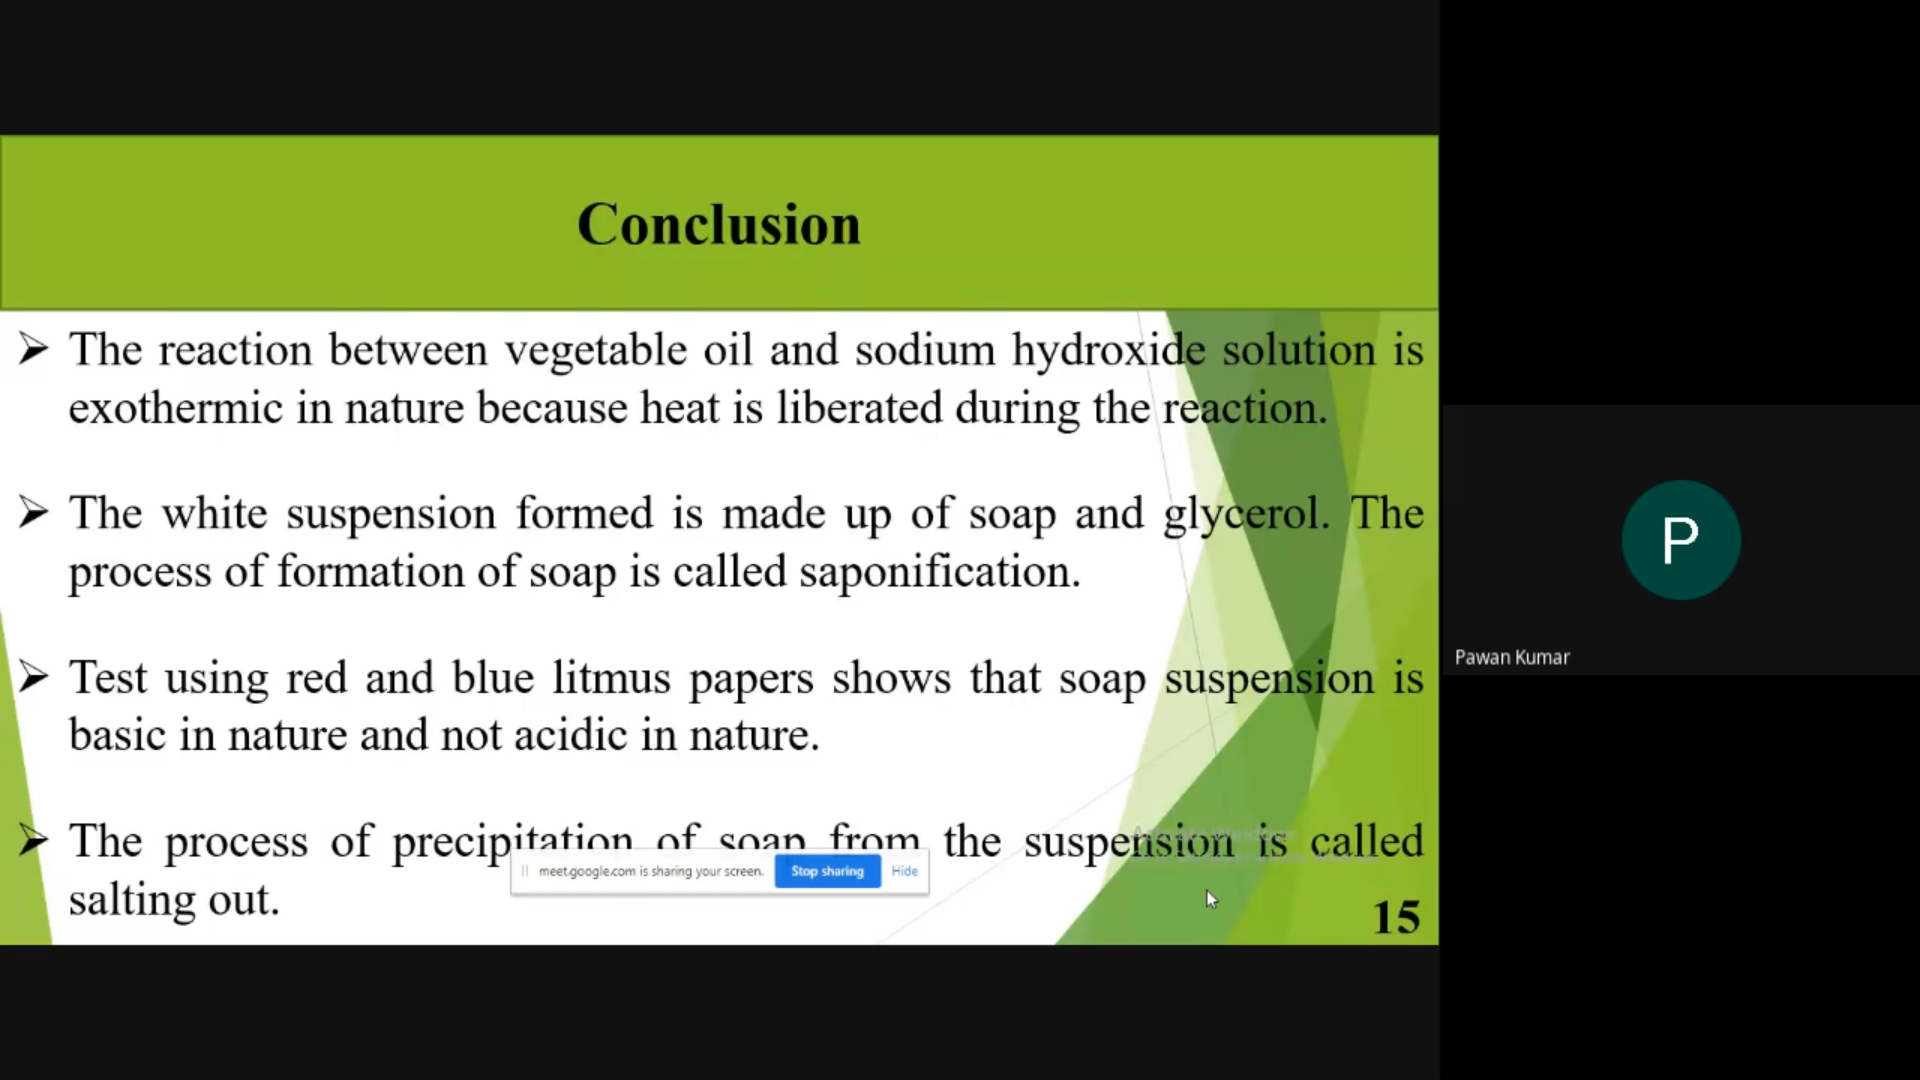 Conclusion
➢ The reaction between vegetable oil and sodium hydroxide solution is
exothermic in nature because heat is liberated during the reaction.
➢ The white suspension formed is made up of soap and glycerol. The
process of formation of soap is called saponification.
➢ Test using red and blue litmus papers shows that soap suspension is
basic in nature and not acidic in nature.
➢ The process of precipitation of soap from the suspension is called
salting out.
meet.google.com is sharing your screen. Stop sharing Hide
15
P
Pawan Kumar